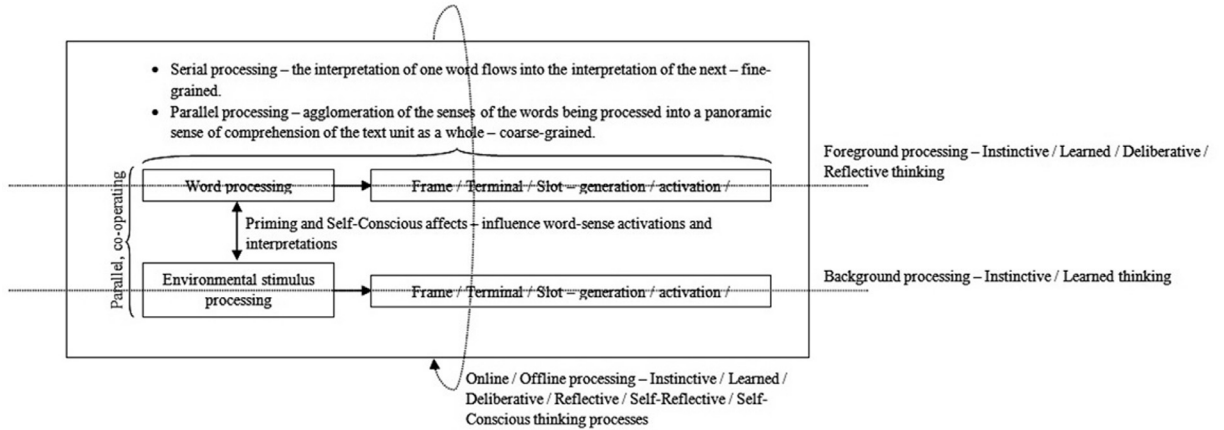 • Serial processing – the interpretation of one word flows into the interpretation of the next – fine-
grained.
• Parallel processing – agglomeration of the senses of the words being processed into a panoramic
sense of comprehension of the text unit as a whole – coarse-grained.
Foreground processing – Instinctive / Learned / Deliberative /
Reflective thinking
Parallel, co-operating
Word processing
Frame / Terminal / Slot – generation / activation /
Priming and Self-Conscious affects – influence word-sense activations and
interpretations
Environmental stimulus
processing
Frame / Terminal / Slot – generation / activation /
Background processing – Instinctive / Learned thinking
Online / Offline processing – Instinctive / Learned /
Deliberative / Reflective / Self-Reflective / Self-
Conscious thinking processes